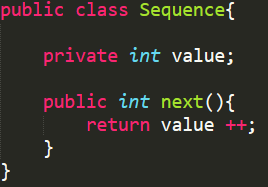 public class Sequence{
private int value;
public int next(){
return value ++;
}
}